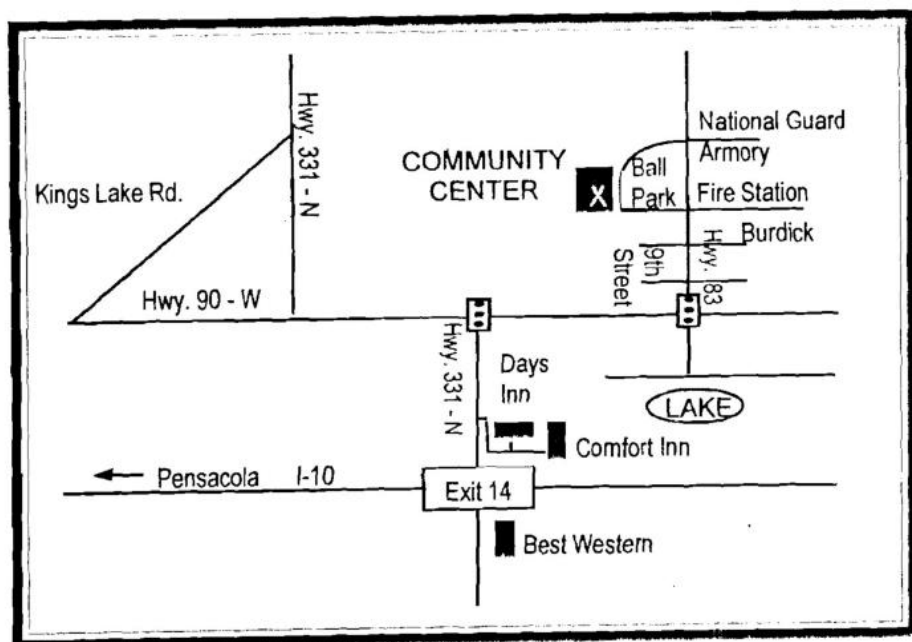 Hwy. 331 - N
National Guard
Armory
COMMUNITY
CENTER
X
Ball
Park
Kings Lake Rd.
Fire Station
Burdick
Hwy. 83
9th
Street
Hwy. 90 - W
Hwy. 331 - N
Days
Inn
LAKE
Comfort Inn
Pensacola I-10
Exit 14
Best Western